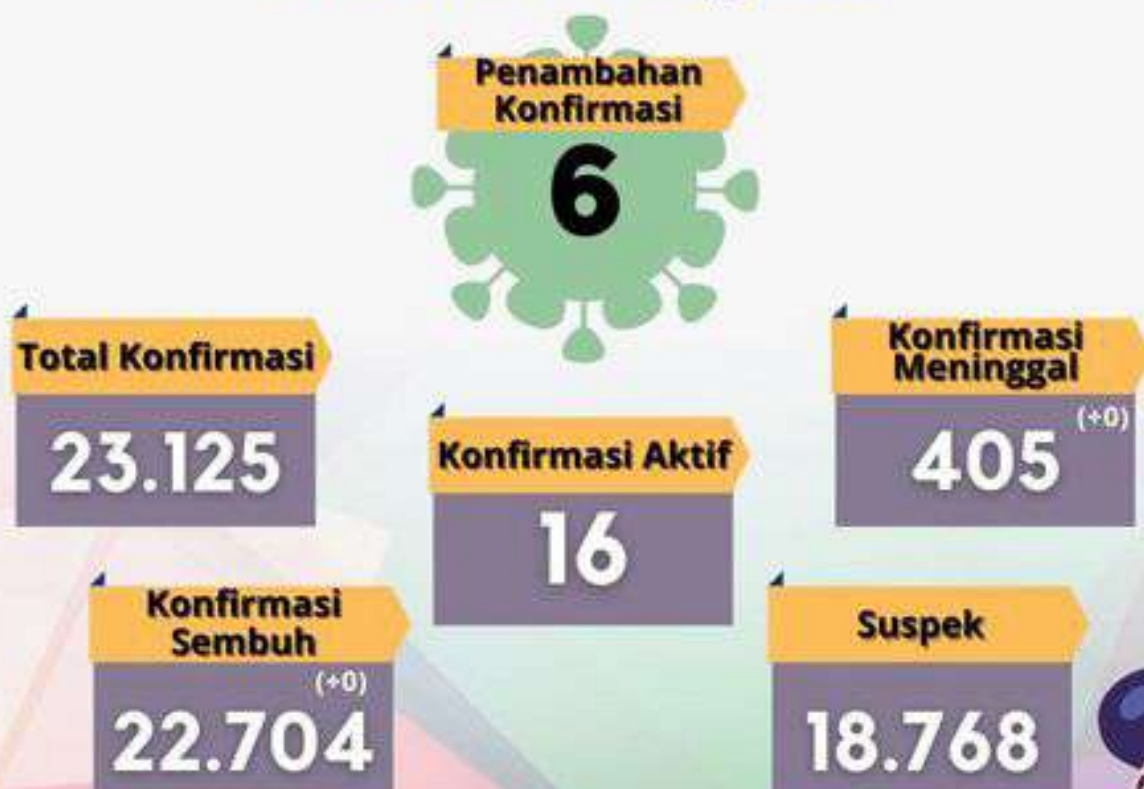 Penambahan
Konfirmasi
6
Total Konfirmasi
23.125
Konfirmasi Aktif
16
Konfirmasi
Meninggal
(+0)
405
Konfirmasi
Sembuh
(+0)
22.704
Suspek
18.768